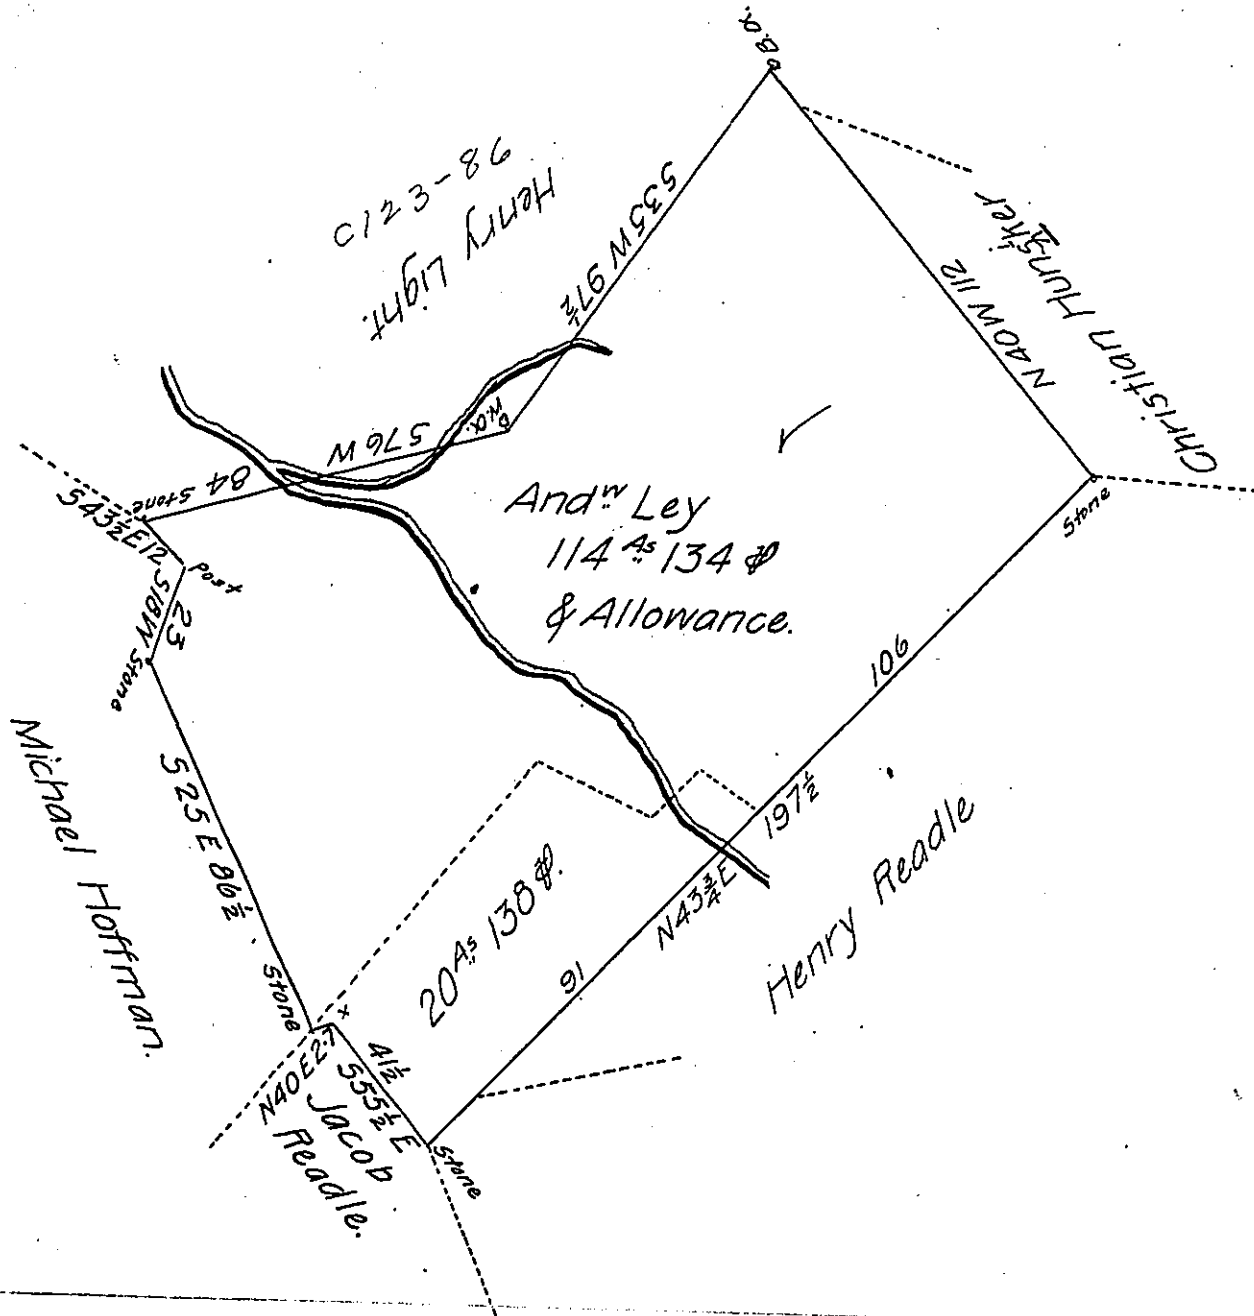 B.O.
C123-86
Henry Light.
S35W 97½
Christian Hungker
N40W 112
Stone
W.O.
S76W
84
Stone
S43½E12
Post
S18W
23
Stone
Andʷ Ley
114 As 134 P
& Allowance.
106
197½
N43¾E
91
Henry Readle
Michael Hoffman.
S25E 86½
Stone
20 As 138 P.
x
N40E2.7
41½
S55½E
Jacob
Readle.
Stone